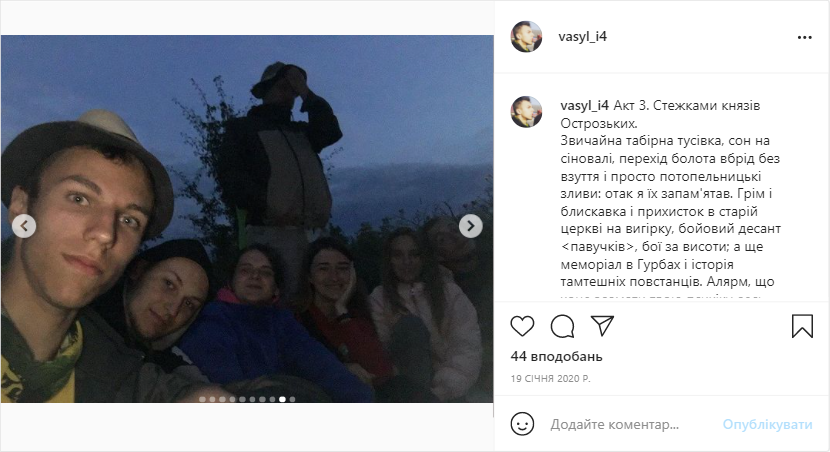 vasyl_i4
vasyl_i4 Акт 3. Стежками князів
Острозьких.
Звичайна табірна тусівка, сон на
сіновалі, перехід болота вбрід без
взуття і просто потопельницькі
зливи: отак я їх запам'ятав. Грім і
блискавка і прихисток в старій
церкві на вигірку, бойовий десант
<павучків>, бої за висоти; а ще
меморіал в Гурбах і історія
тамтешніх повстанців. Алярм, що
44 вподобань
19 СІЧНЯ 2020 Р.
Додайте коментар...
Опублікувати